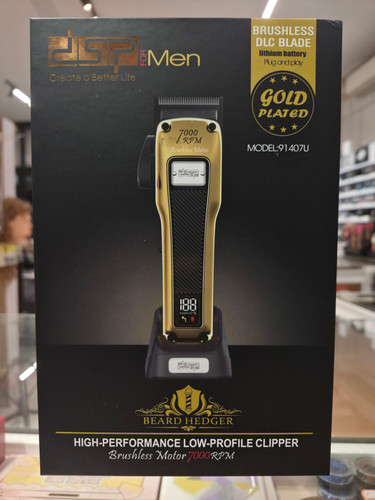 dsp FOR Men
Create a Better Life
BRUSHLESS
DLC BLADE
lithium battery
Plug and play
GOLD
PLATED
MODEL:91407U
7000
RPM
Brushless Motor
dsp
188
BEARD HEDGER
HIGH-PERFORMANCE LOW-PROFILE CLIPPER
Brushless Motor 7000RPM